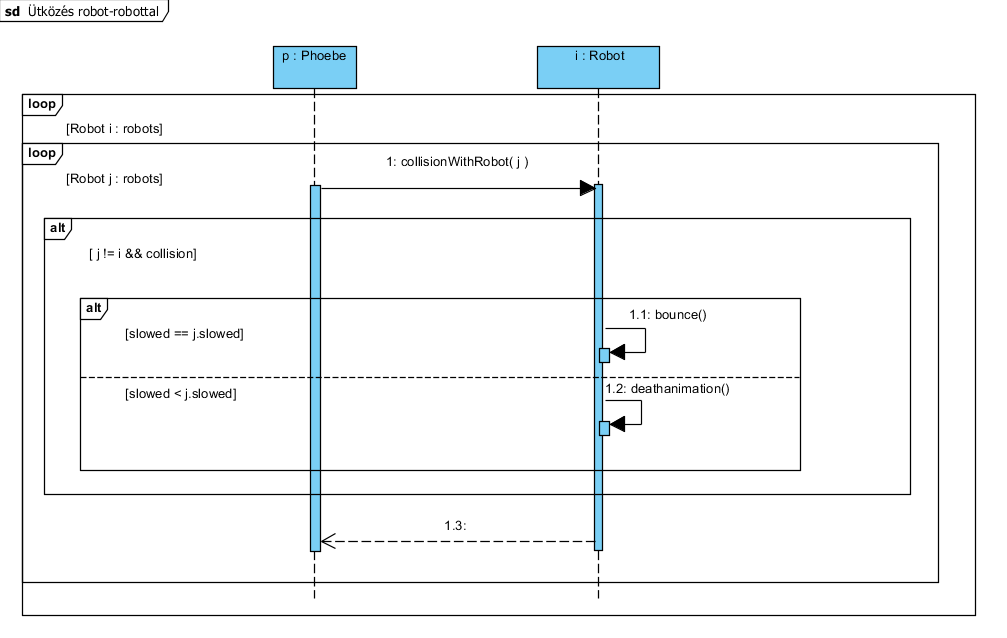 sd Ütközés robot-robottal
p : Phoebe
i : Robot
loop
[Robot i : robots]
loop
[Robot j : robots]
1: collisionWithRobot( j )
alt
[ j != i && collision]
alt
[slowed == j.slowed]
1.1: bounce()
[slowed < j.slowed]
1.2: deathanimation()
1.3: